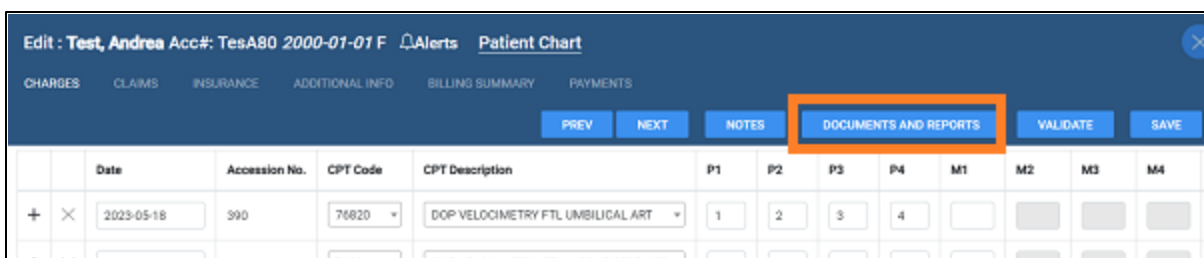 Edit : Test, Andrea Acc#: TesA80 2000-01-01 F Alerts Patient Chart
CHARGES CLAIMS INSURANCE ADDITIONAL INFO BILLING SUMMARY PAYMENTS
PREV NEXT NOTES DOCUMENTS AND REPORTS VALIDATE SAVE
Date Accession No. CPT Code CPT Description P1 P2 P3 P4 M1 M2 M3 M4
2023-05-18 390 76820 DOP VELOCIMETRY FTL UMBILICAL ART 1 2 3 4